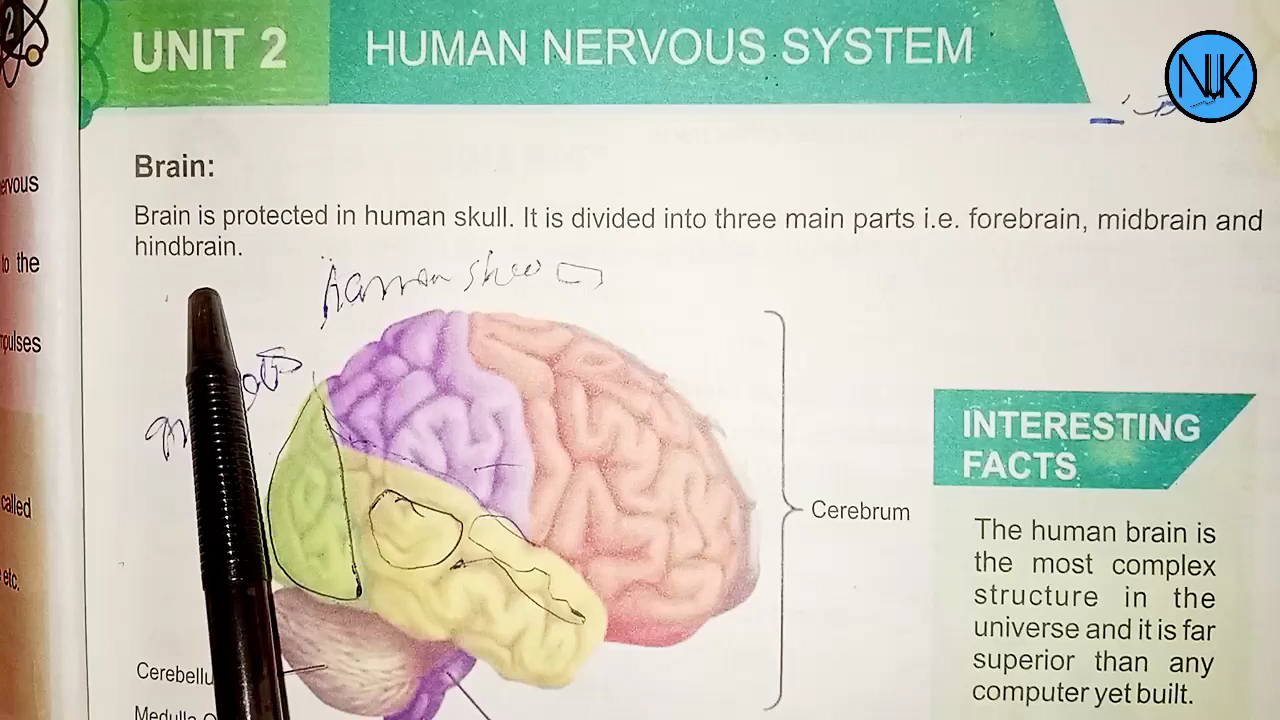 UNIT 2 HUMAN NERVOUS SYSTEM
NJK
Brain:
Brain is protected in human skull. It is divided into three main parts i.e. forebrain, midbrain and
hindbrain.
Cerebrum
INTERESTING
FACTS
The human brain is
the most complex
structure in the
universe and it is far
superior than any
computer yet built.
to the
called
etc.